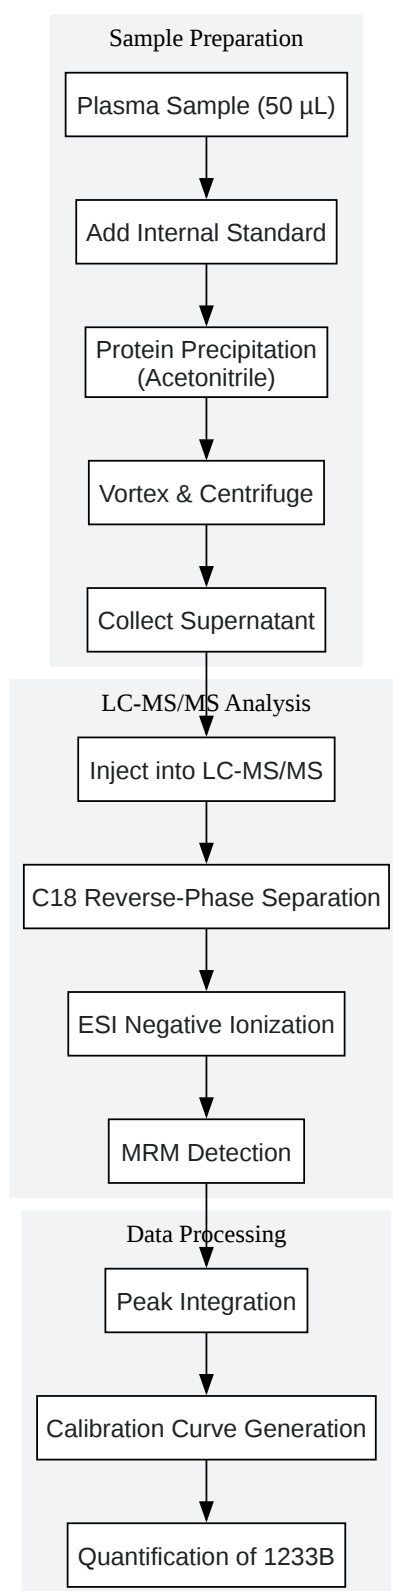 Sample Preparation
Plasma Sample (50 µL)
Add Internal Standard
Protein Precipitation
(Acetonitrile)
Vortex & Centrifuge
Collect Supernatant
LC-MS/MS Analysis
Inject into LC-MS/MS
C18 Reverse-Phase Separation
ESI Negative Ionization
MRM Detection
Data Processing
Peak Integration
Calibration Curve Generation
Quantification of 1233B